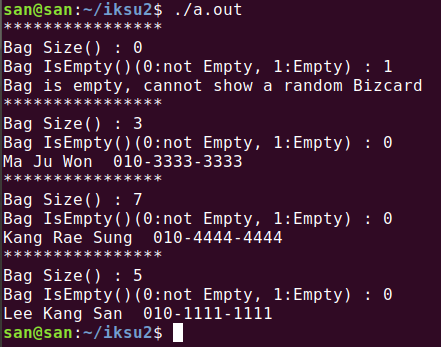 san@san:~/iksu2$ ./a.out
****************
Bag Size() : 0
Bag IsEmpty()(0:not Empty, 1:Empty) : 1
Bag is empty, cannot show a random Bizcard
****************
Bag Size() : 3
Bag IsEmpty()(0:not Empty, 1:Empty) : 0
Ma Ju Won  010-3333-3333
****************
Bag Size() : 7
Bag IsEmpty()(0:not Empty, 1:Empty) : 0
Kang Rae Sung  010-4444-4444
****************
Bag Size() : 5
Bag IsEmpty()(0:not Empty, 1:Empty) : 0
Lee Kang San  010-1111-1111
san@san:~/iksu2$